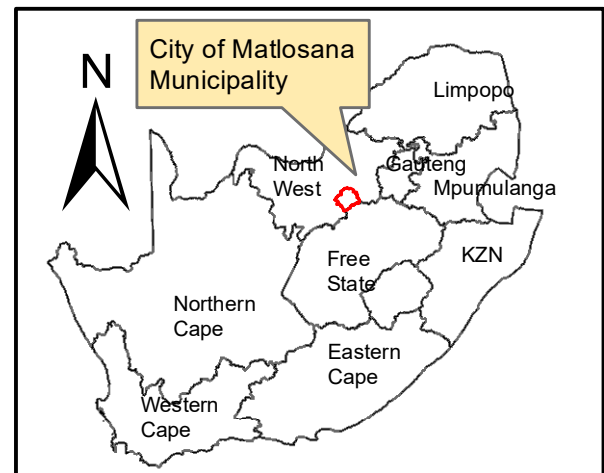 City of Matlosana
Municipality
N
Limpopo
North
West
Gauteng
Mpumulanga
Free
State
KZN
Northern
Cape
Eastern
Cape
Western
Cape